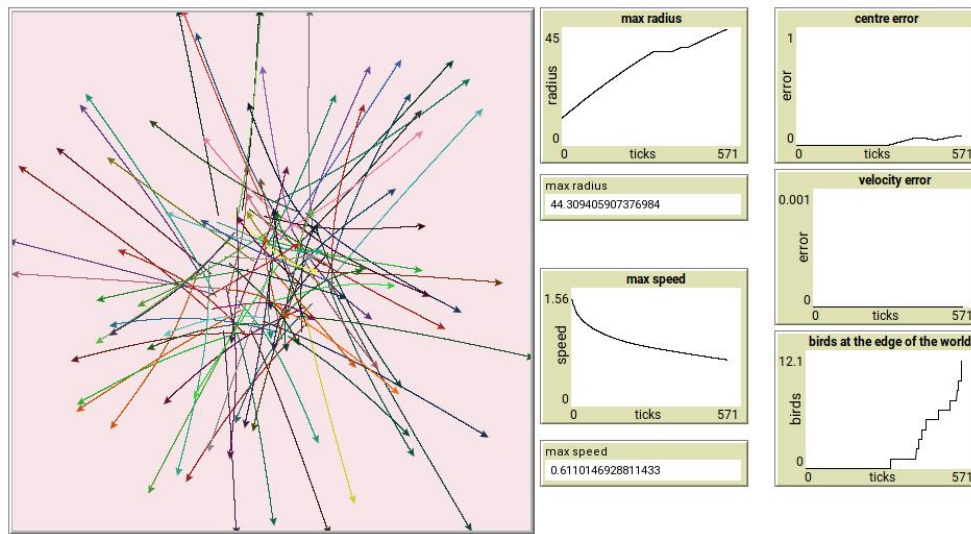 max radius
45
radius
0
0
ticks
571
max radius
44.309405907376984
max speed
1.56
speed
0
0
ticks
571
max speed
0.6110146928811433
centre error
1
error
0
0
ticks
571
velocity error
0.001
error
0
0
ticks
571
birds at the edge of the world
12.1
birds
0
0
ticks
571